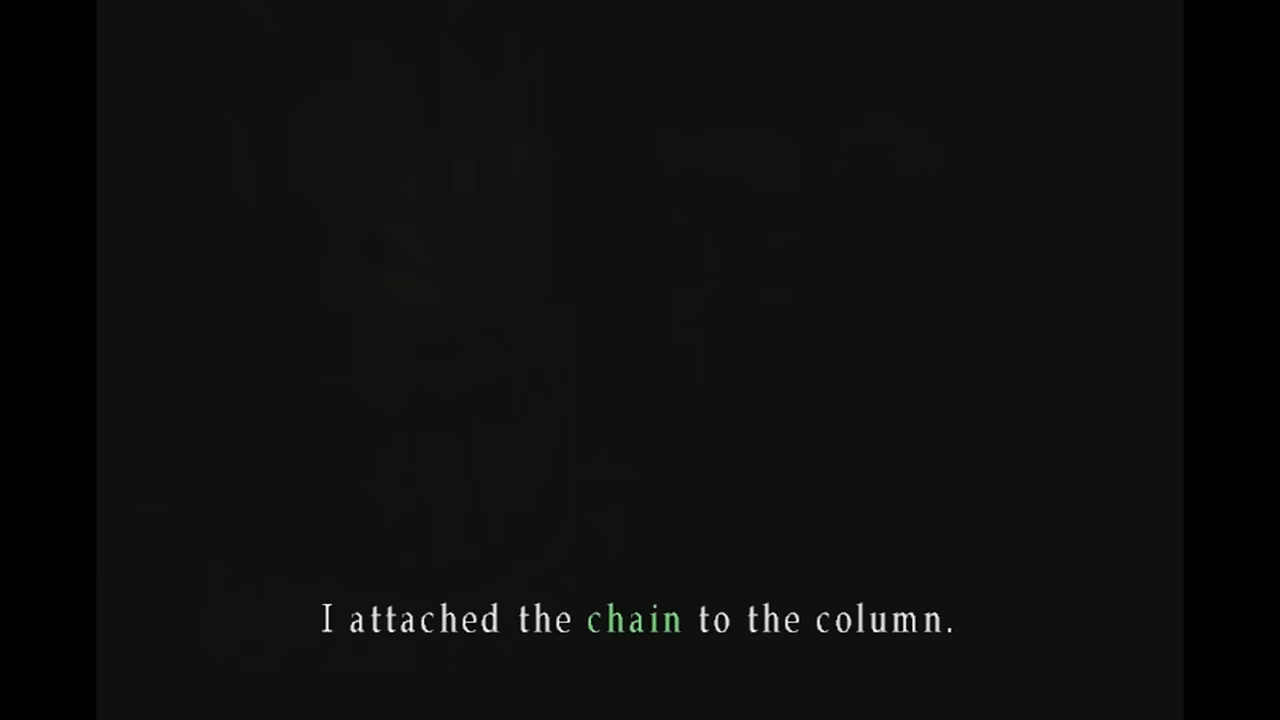 I attached the chain to the column.